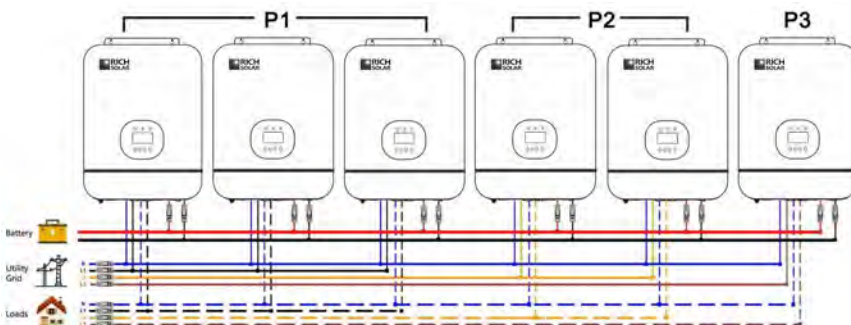 P1 P2 P3
RICH SOLAR
RICH SOLAR
RICH SOLAR
RICH SOLAR
RICH SOLAR
RICH SOLAR
Battery
Utility
Grid
Loads